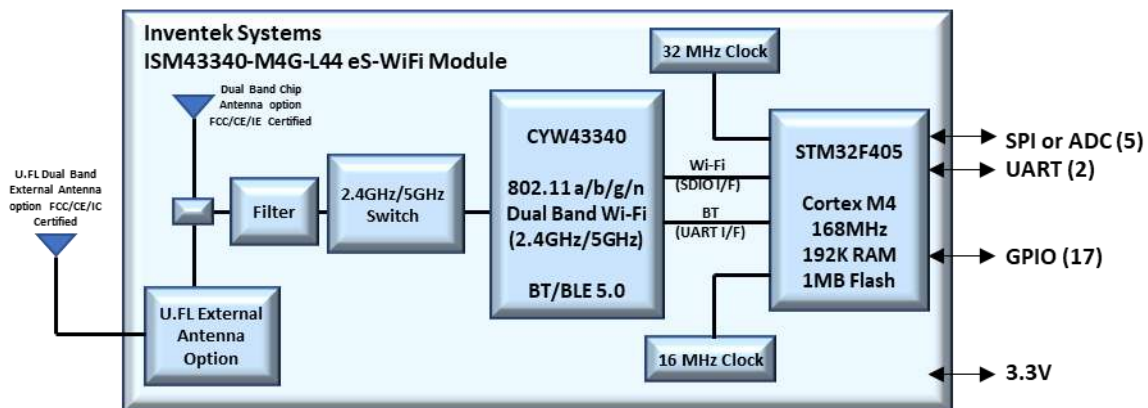 Inventek Systems
ISM43340-M4G-L44 eS-WiFi Module
32 MHz Clock
Dual Band Chip
Antenna option
FCC/CE/IE Certified
U.FL Dual Band
External Antenna
option FCC/CE/IC
Certified
Filter
2.4GHz/5GHz
Switch
CYW43340
802.11 a/b/g/n
Dual Band Wi-Fi
(2.4GHz/5GHz)
BT/BLE 5.0
Wi-Fi
(SDIO I/F)
BT
(UART I/F)
STM32F405
Cortex M4
168MHz
192K RAM
1MB Flash
SPI or ADC (5)
UART (2)
GPIO (17)
U.FL External
Antenna
Option
16 MHz Clock
3.3V